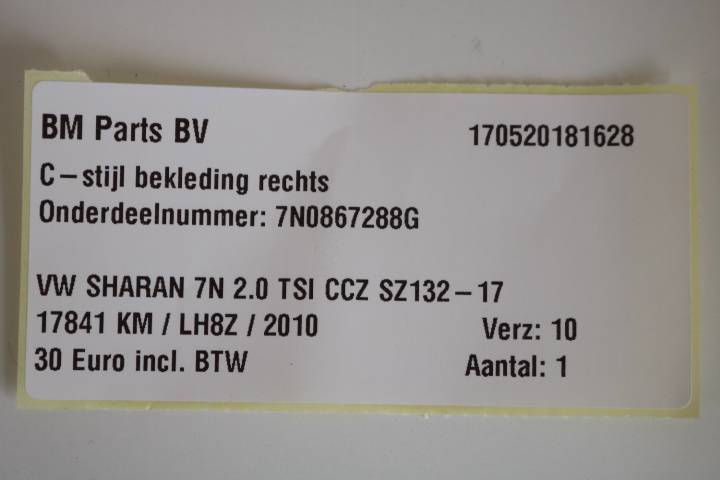 BM Parts BV 170520181628
C-stijl bekleding rechts
Onderdeelnummer: 7N0867288G
VW SHARAN 7N 2.0 TSI CCZ SZ132-17
17841 KM / LH8Z / 2010 Verz: 10
30 Euro incl. BTW Aantal: 1